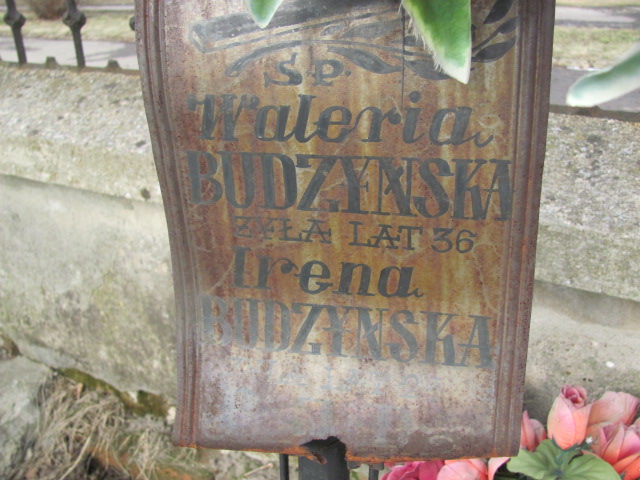 Ś.P.
Waleria
BUDZYŃSKA
ŻYŁA LAT 36
Irena
BUDZYŃSKA